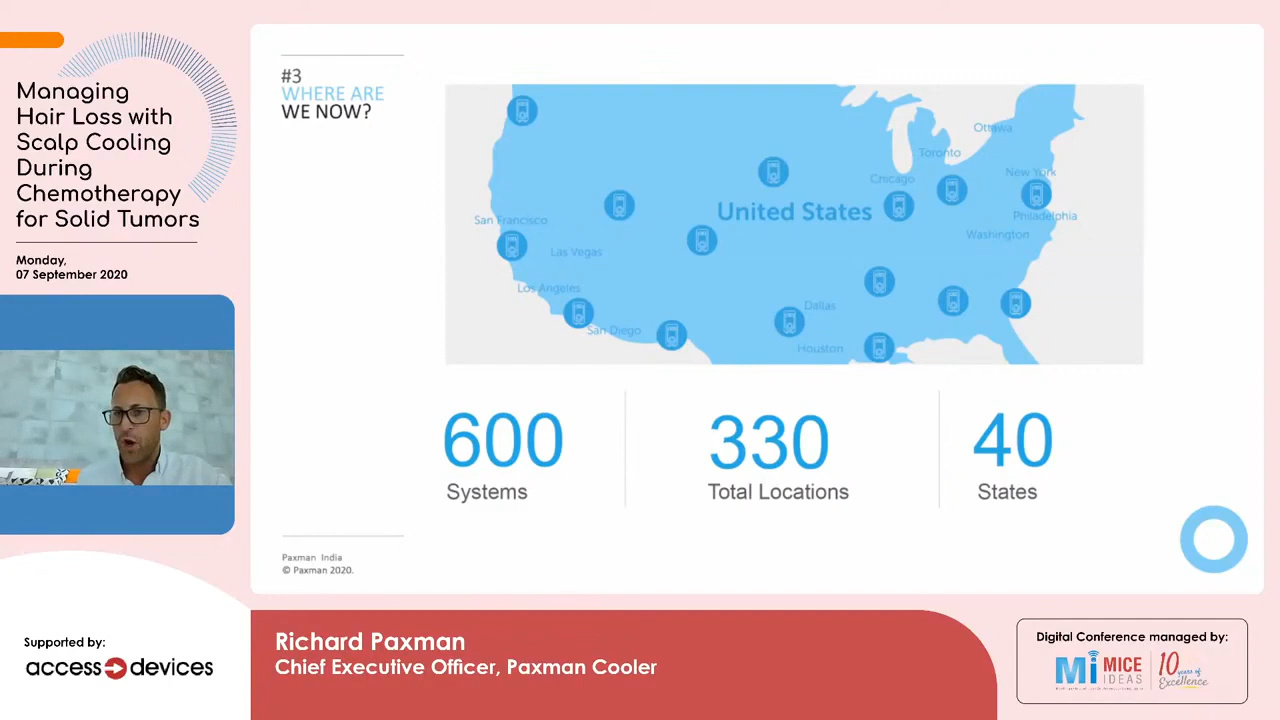 Managing
Hair Loss with
Scalp Cooling
During
Chemotherapy
for Solid Tumors
Monday,
07 September 2020
#3
WHERE ARE
WE NOW?
Ottawa
Toronto
New York
Chicago
United States
San Francisco
Philadelphia
Washington
Las Vegas
Los Angeles
Dallas
San Diego
Houston
600
Systems
330
Total Locations
40
States
Paxman India
© Paxman 2020.
Supported by:
access devices
Richard Paxman
Chief Executive Officer, Paxman Cooler
Digital Conference managed by:
Mi MICE
IDEAS
10 years of
Excellence